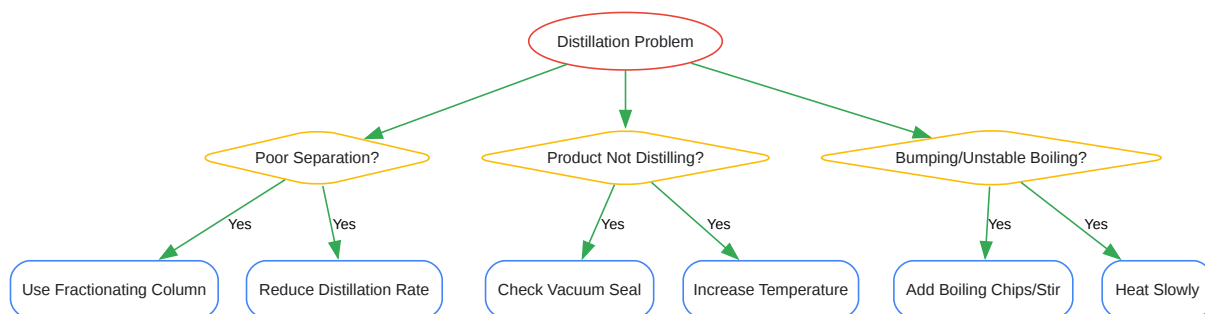 Distillation Problem
Poor Separation?
Product Not Distilling?
Bumping/Unstable Boiling?
Yes
Yes
Yes
Yes
Yes
Yes
Use Fractionating Column
Reduce Distillation Rate
Check Vacuum Seal
Increase Temperature
Add Boiling Chips/Stir
Heat Slowly